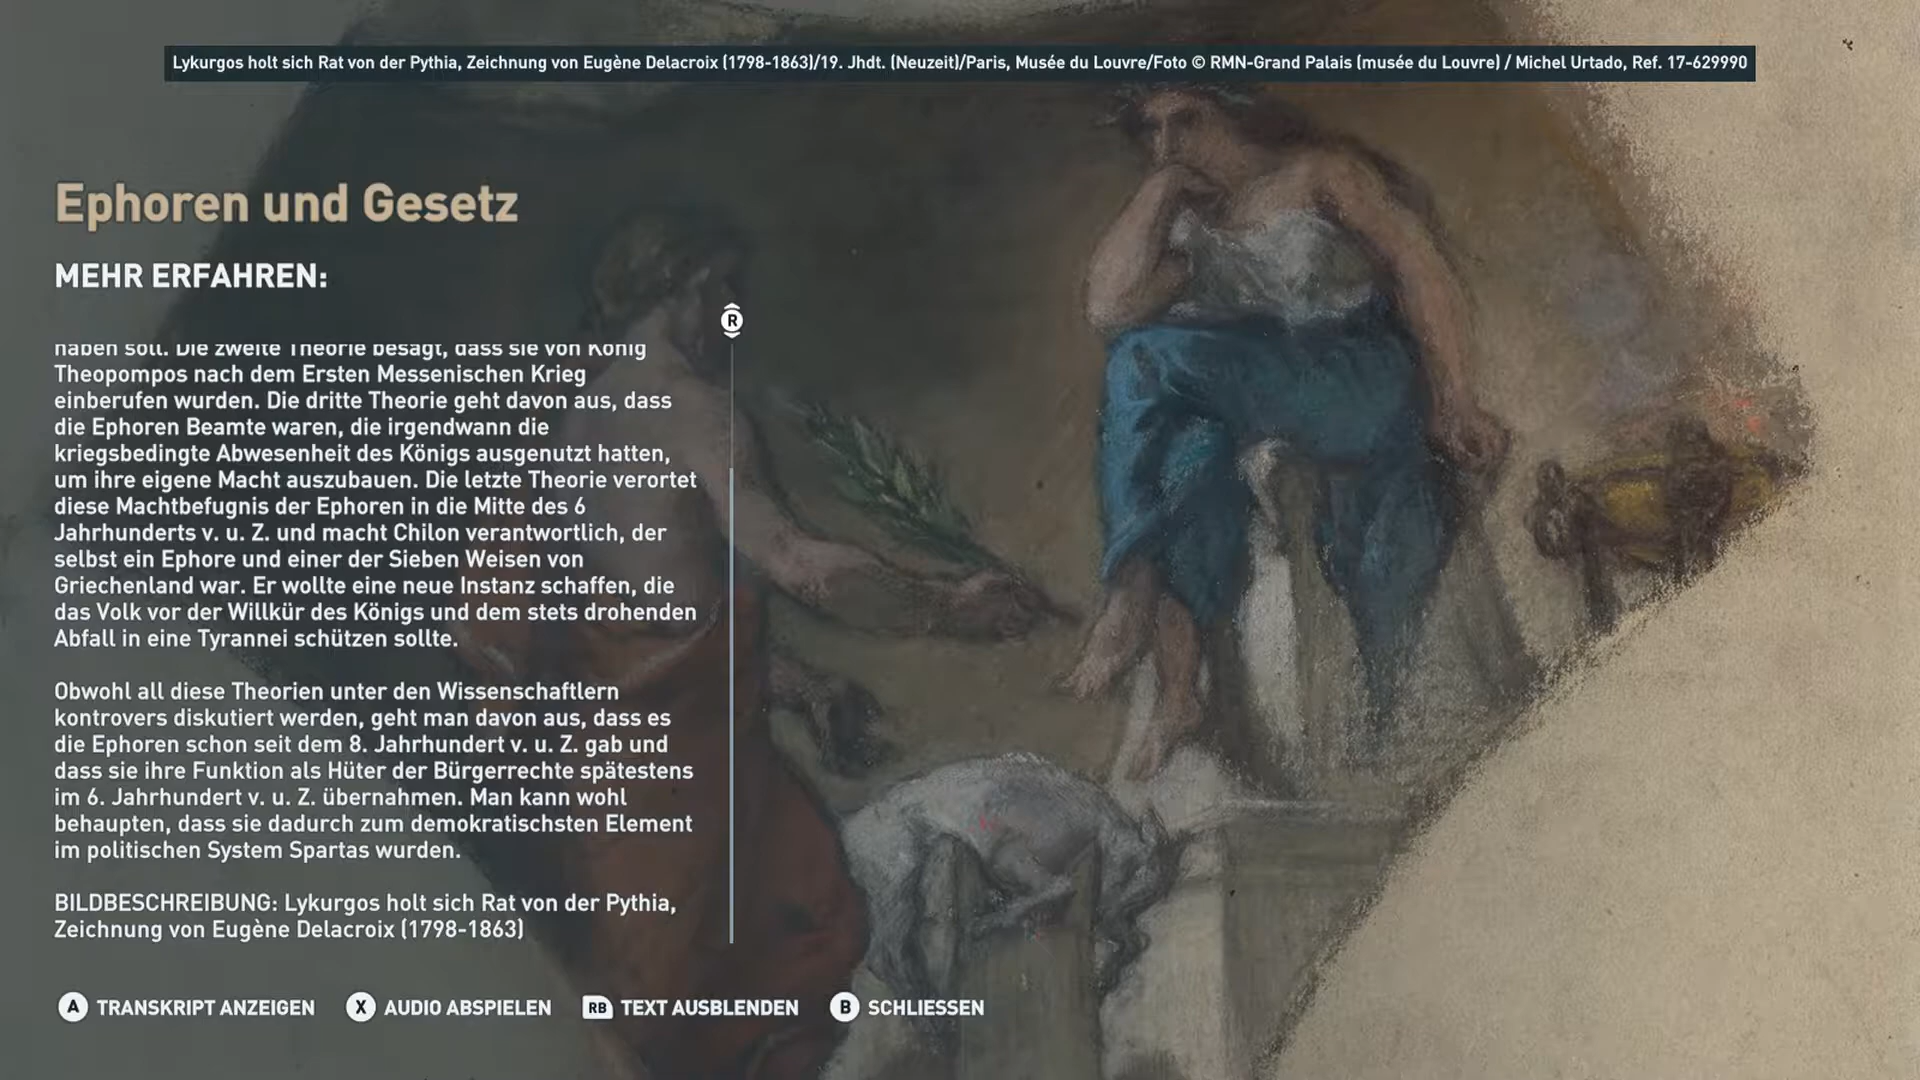 Lykurgos holt sich Rat von der Pythia, Zeichnung von Eugène Delacroix (1798-1863)/19. Jhdt. (Neuzeit)/Paris, Musée du Louvre/Foto © RMN-Grand Palais (musée du Louvre) / Michel Urtado, Ref. 17-629990
Ephoren und Gesetz
MEHR ERFAHREN:
R
haben soll. Die zweite Theorie besagt, dass sie von König
Theopompos nach dem Ersten Messenischen Krieg
einberufen wurden. Die dritte Theorie geht davon aus, dass
die Ephoren Beamte waren, die irgendwann die
kriegsbedingte Abwesenheit des Königs ausgenutzt hatten,
um ihre eigene Macht auszubauen. Die letzte Theorie verortet
diese Machtbefugnis der Ephoren in die Mitte des 6
Jahrhunderts v. u. Z. und macht Chilon verantwortlich, der
selbst ein Ephore und einer der Sieben Weisen von
Griechenland war. Er wollte eine neue Instanz schaffen, die
das Volk vor der Willkür des Königs und dem stets drohenden
Abfall in eine Tyrannei schützen sollte.
Obwohl all diese Theorien unter den Wissenschaftlern
kontrovers diskutiert werden, geht man davon aus, dass es
die Ephoren schon seit dem 8. Jahrhundert v. u. Z. gab und
dass sie ihre Funktion als Hüter der Bürgerrechte spätestens
im 6. Jahrhundert v. u. Z. übernahmen. Man kann wohl
behaupten, dass sie dadurch zum demokratischsten Element
im politischen System Spartas wurden.
BILDBESCHREIBUNG: Lykurgos holt sich Rat von der Pythia,
Zeichnung von Eugène Delacroix (1798-1863)
A TRANSKRIPT ANZEIGEN X AUDIO ABSPIELEN RB TEXT AUSBLENDEN B SCHLIESSEN